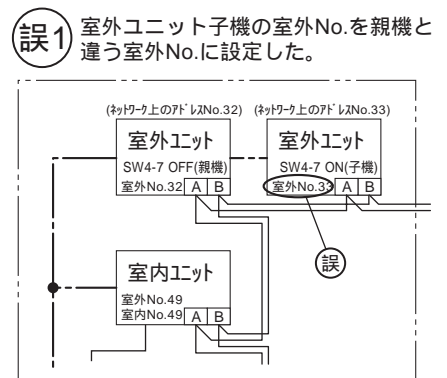 誤1
室外ユニット子機の室外No.を親機と
違う室外No.に設定した。
(ネットワーク上のアドレスNo.32)
(ネットワーク上のアドレスNo.33)
室外ユニット
SW4-7 OFF(親機)
室外No.32
A B
室外ユニット
SW4-7 ON(子機)
室外No.33
A B
誤
室内ユニット
室外No.49
室内No.49
A B